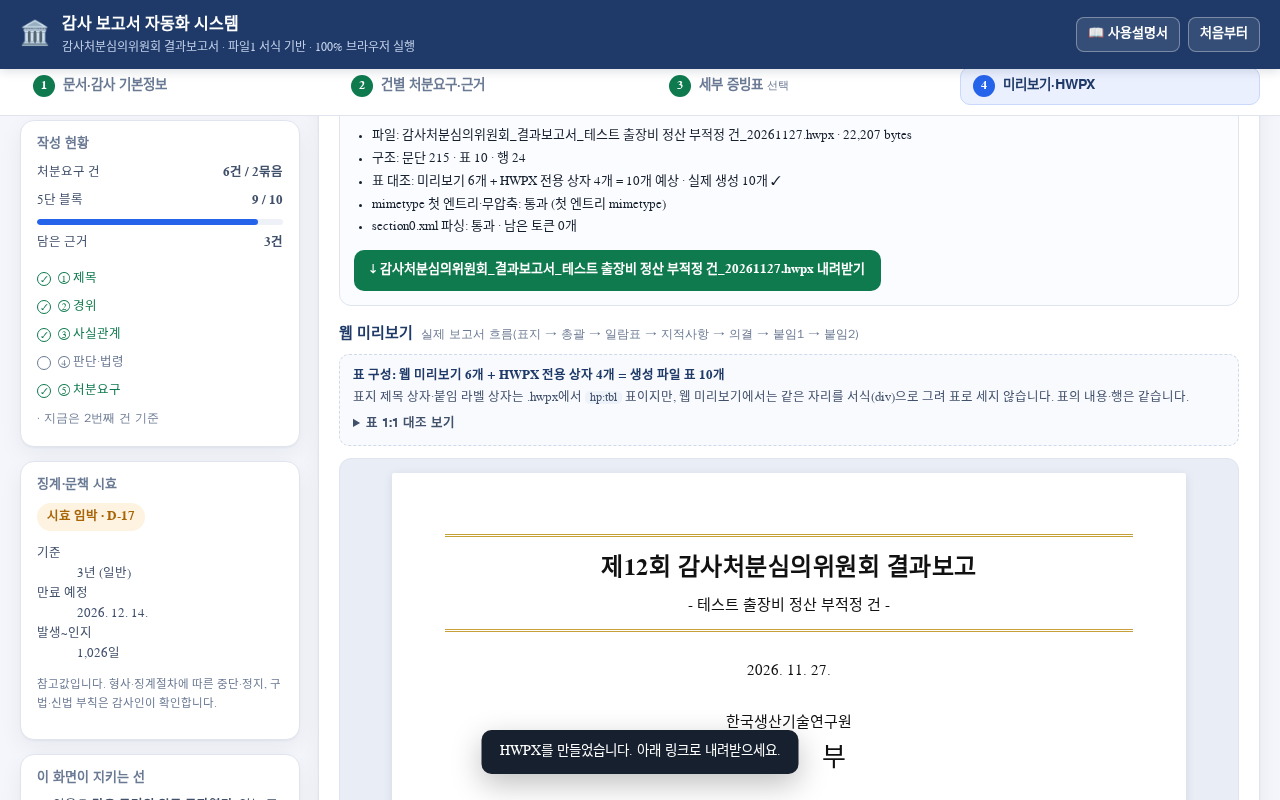 🏛️ 감사 보고서 자동화 시스템
감사처분심의위원회 결과보고서 · 파일1 서식 기반 · 100% 브라우저 실행
📖 사용설명서
처음부터
1 문서·감사 기본정보
2 건별 처분요구·근거
3 세부 증빙표 선택
4 미리보기·HWPX
작성 현황
처분요구 건 6건 / 2묶음
5단 블록 9 / 10
담은 근거 3건
✓ ① 제목
✓ ② 경위
✓ ③ 사실관계
④ 판단·법령
✓ ⑤ 처분요구
· 지금은 2번째 건 기준
징계·문책 시효
시효 임박 · D-17
기준
3년 (일반)
만료 예정
2026. 12. 14.
발생~인지
1,026일
참고값입니다. 형사·징계절차에 따른 중단·정지, 구
법·신법 부칙은 감사인이 확인합니다.
이 화면이 지키는 선
• 파일: 감사처분심의위원회_결과보고서_테스트 출장비 정산 부적정 건_20261127.hwpx · 22,207 bytes
• 구조: 문단 215 · 표 10 · 행 24
• 표 대조: 미리보기 6개 + HWPX 전용 상자 4개 = 10개 예상 · 실제 생성 10개 ✓
• mimetype 첫 엔트리·무압축: 통과 (첫 엔트리 mimetype)
• section0.xml 파싱: 통과 · 남은 토큰 0개
↓ 감사처분심의위원회_결과보고서_테스트 출장비 정산 부적정 건_20261127.hwpx 내려받기
웹 미리보기 실제 보고서 흐름(표지 → 총괄 → 일람표 → 지적사항 → 의결 → 붙임1 → 붙임2)
표 구성: 웹 미리보기 6개 + HWPX 전용 상자 4개 = 생성 파일 표 10개
표지 제목 상자·붙임 라벨 상자는 .hwpx에서 hp:tbl 표이지만, 웹 미리보기에서는 같은 자리를 서식(div)으로 그려 표로 세지 않습니다. 표의 내용·행은 같습니다.
▶ 표 1:1 대조 보기
제12회 감사처분심의위원회 결과보고
- 테스트 출장비 정산 부적정 건 -
2026. 11. 27.
한국생산기술연구원
부
HWPX를 만들었습니다. 아래 링크로 내려받으세요.